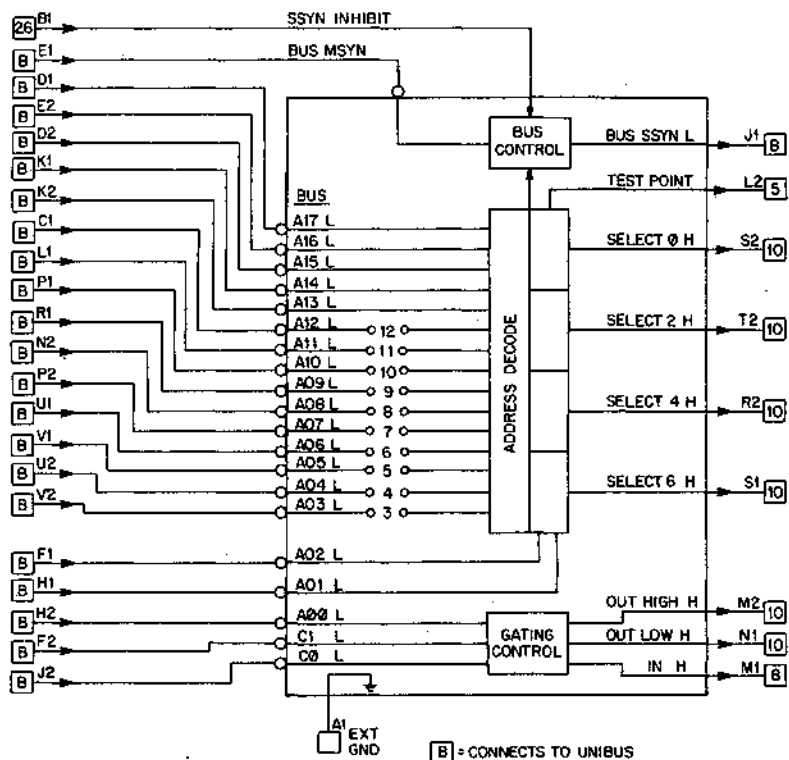 26 B1 SSYN INHIBIT
B E1 BUS MSYN
B D1
B E2
B D2
B K1
B K2
B C1
B L1
B P1
B R1
B N2
B P2
B U1
B V1
B U2
B V2
B F1
B H1
B H2
B F2
B J2
BUS
A17 L
A16 L
A15 L
A14 L
A13 L
A12 L 12
A11 L 11
A10 L 10
A09 L 9
A08 L 8
A07 L 7
A06 L 6
A05 L 5
A04 L 4
A03 L 3
A02 L
A01 L
A00 L
C1 L
C0 L
BUS
CONTROL
ADDRESS DECODE
GATING
CONTROL
BUS SSYN L J1 B
TEST POINT L2 5
SELECT 0 H S2 10
SELECT 2 H T2 10
SELECT 4 H R2 10
SELECT 6 H S1 10
OUT HIGH H M2 10
OUT LOW H N1 10
IN H M1 8
A1 EXT
GND
B = CONNECTS TO UNIBUS